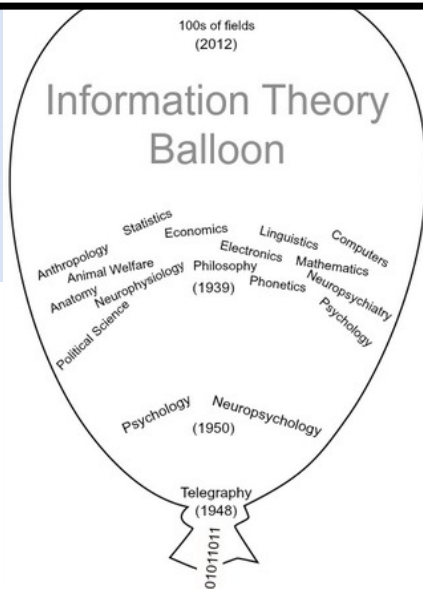 100s of fields
(2012)
Information Theory
Balloon
Statistics
Economics
Linguistics
Computers
Anthropology
Electronics
Mathematics
Animal Welfare
Philosophy
Neuropsychiatry
Anatomy
Neurophysiology
(1939)
Phonetics
Psychology
Political Science
Psychology
Neuropsychology
(1950)
Telegraphy
(1948)
01011011